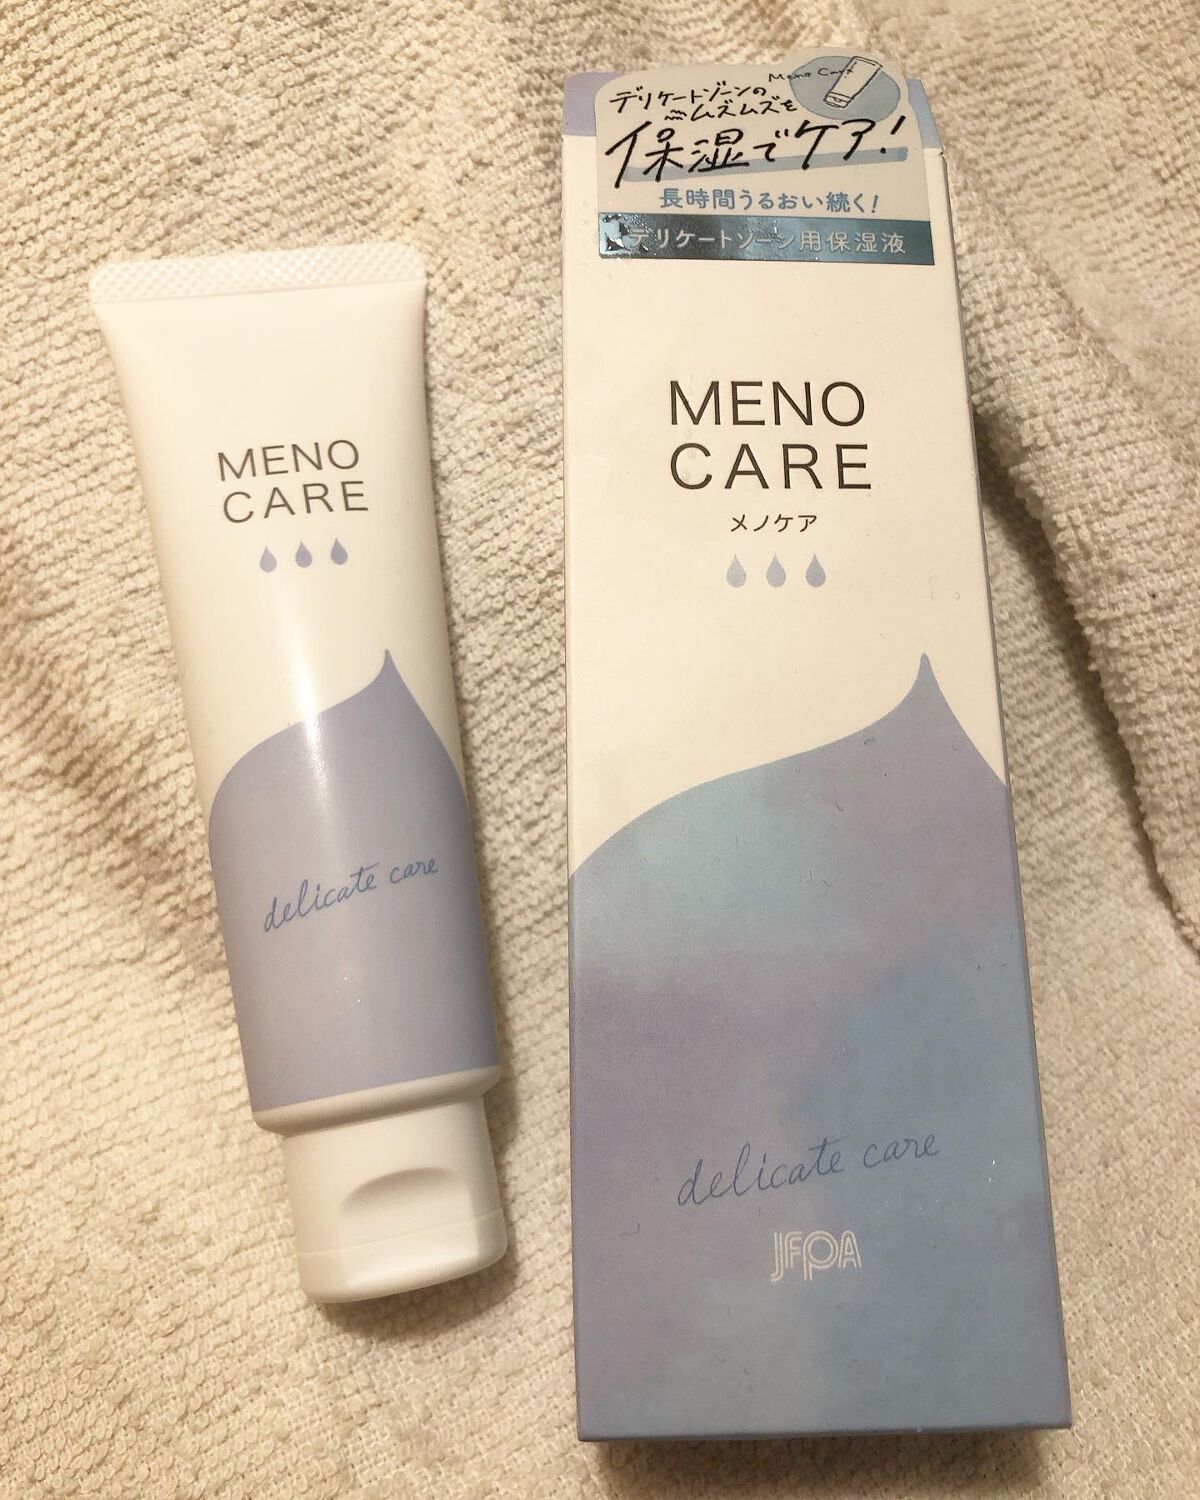 MENO
CARE
delicate care
Meno Care
デリケートゾーンの
ムズムズを
保湿でケア!
長時間うるおい続く!
デリケートゾーン用保湿液
MENO
CARE
メノケア
delicate care
JFPA